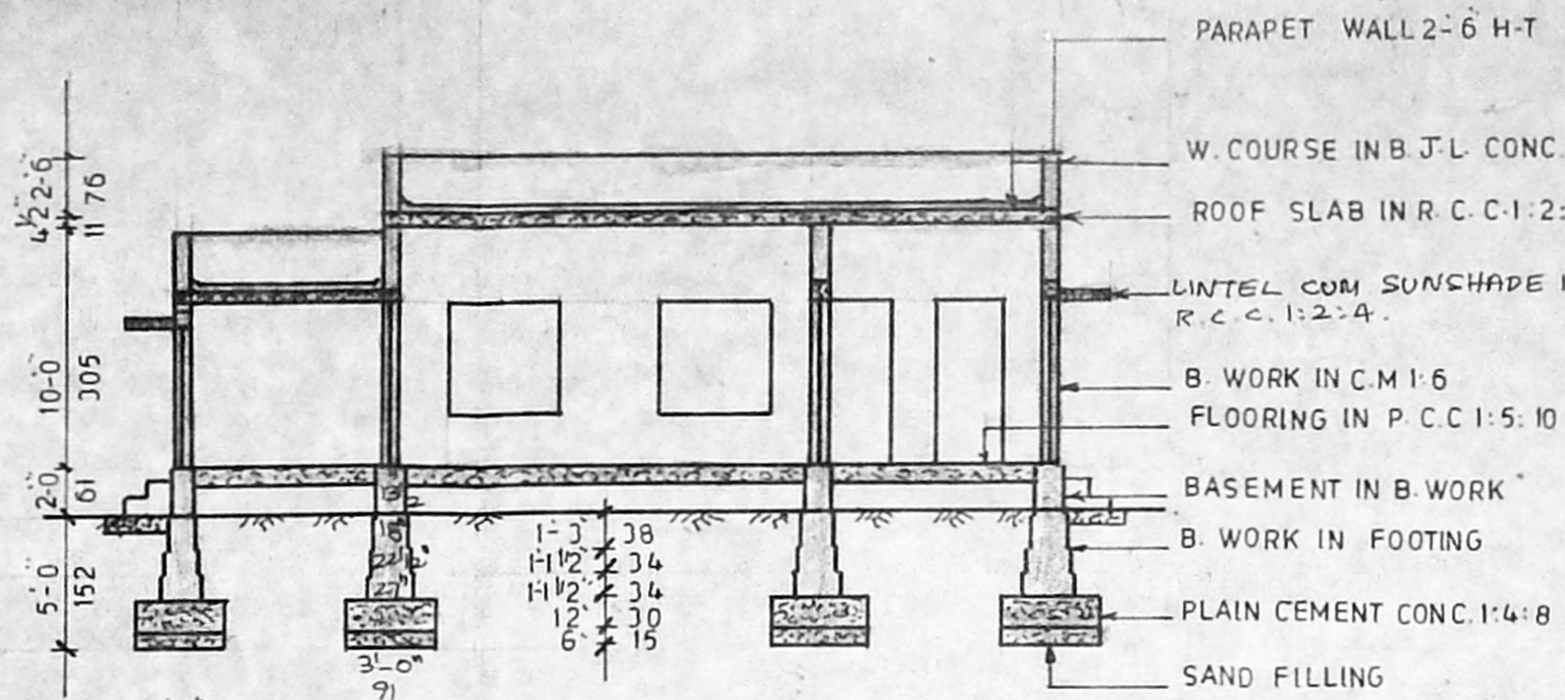 PARAPET WALL 2-6 H-T
W. COURSE IN B.J.L. CONC.
ROOF SLAB IN R.C.C. 1:2:
LINTEL CUM SUNSHADE
R.C.C. 1:2:4.
B. WORK IN C.M 1:6
FLOORING IN P.C.C 1:5:10
BASEMENT IN B.WORK
B. WORK IN FOOTING
PLAIN CEMENT CONC. 1:4:8
SAND FILLING
2-6"
76
4½"
11
10-0"
305
2-0"
61
5-0"
152
18"
22½"
27"
3'-0"
91
1-3" 38
1-1½" 34
1-1½" 34
12" 30
6" 15